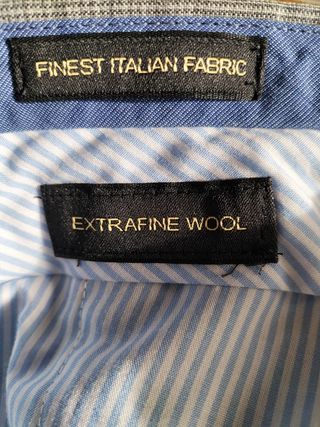 FINEST ITALIAN FABRIC
EXTRAFINE WOOL